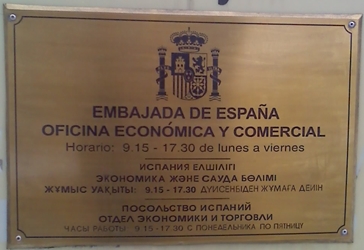 EMBAJADA DE ESPAÑA
OFICINA ECONÓMICA Y COMERCIAL
Horario: 9.15 - 17.30 de lunes a viernes
ИСПАНИЯ ЕЛШІЛІГІ
ЭКОНОМИКА ЖӘНЕ САУДА БӨЛІМІ
ЖҰМЫС УАҚЫТЫ: 9.15 - 17.30 ДҮЙСЕНБІДЕН ЖҰМАҒА ДЕЙІН
ПОСОЛЬСТВО ИСПАНИЙ
ОТДЕЛ ЭКОНОМИКИ И ТОРГОВЛИ
ЧАСЫ РАБОТЫ: 9.15 - 17.30 С ПОНЕДЕЛЬНИКА ПО ПЯТНИЦУ